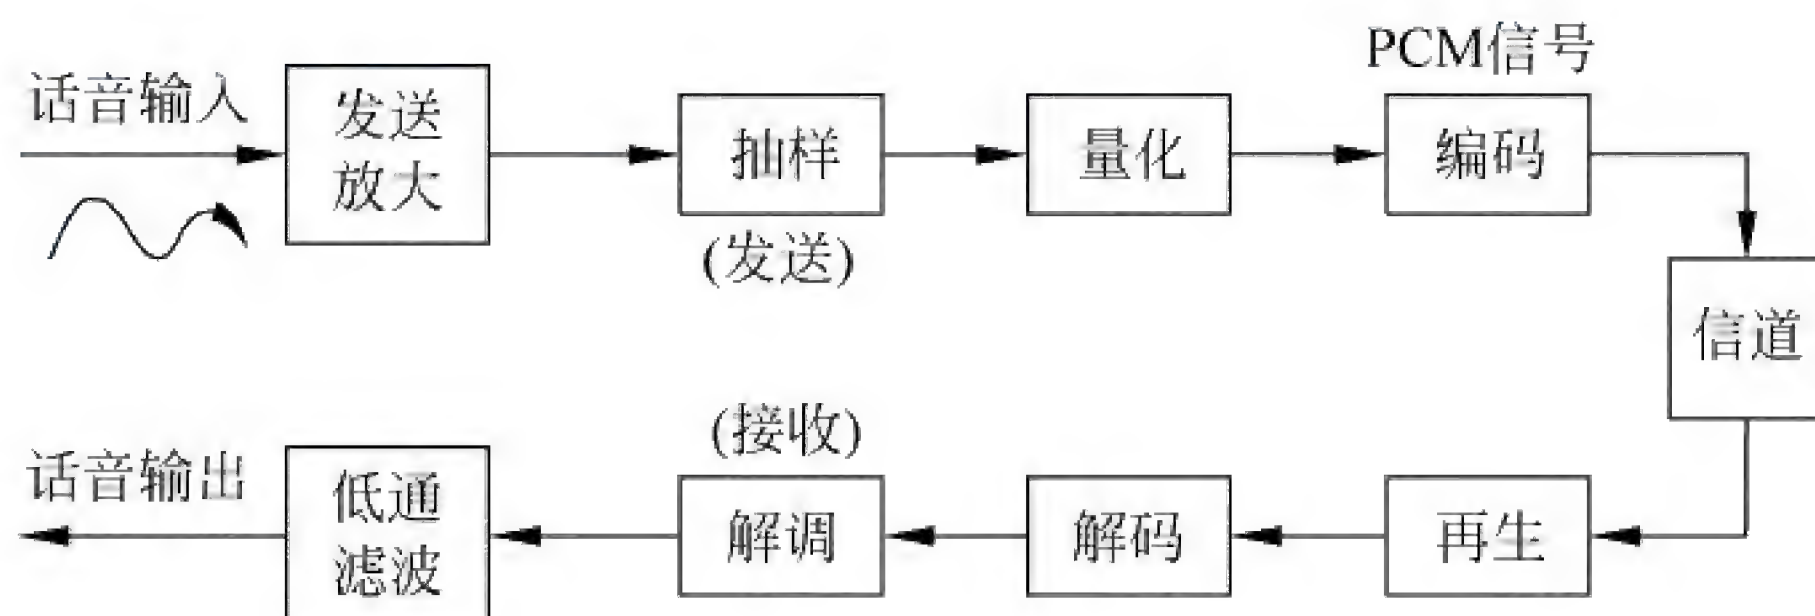 PCM信号
话音输入
发送
放大
抽样
量化
编码
(发送)
信道
(接收)
话音输出
低通
滤波
解调
解码
再生